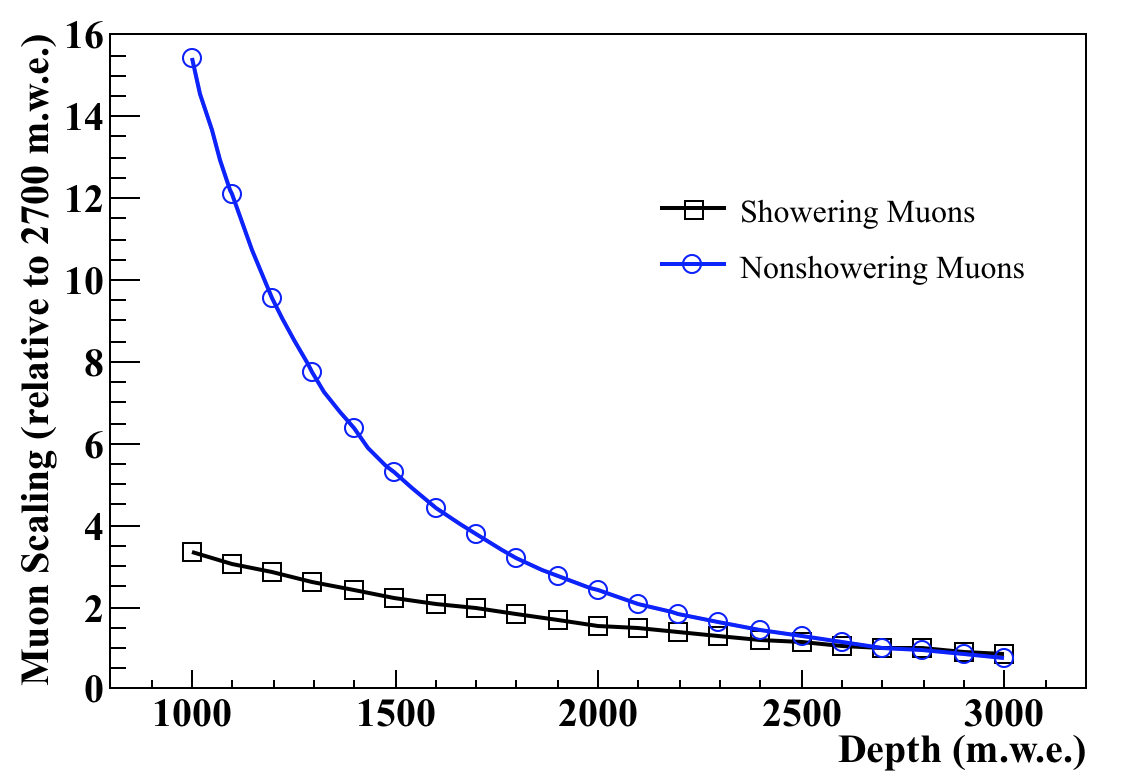 Muon Scaling (relative to 2700 m.w.e.)
16
14
12
10
8
6
4
2
0
Showering Muons
Nonshowering Muons
1000 1500 2000 2500 3000
Depth (m.w.e.)